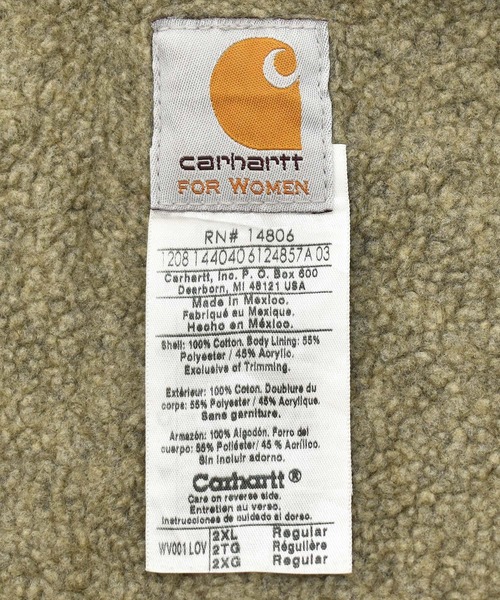 carhartt
FOR WOMEN
RN# 14806
1208 144040 6124857A 03
Carhartt, Inc. P. O. Box 600
Dearborn, MI 48121 USA
Made in Mexico.
Fabriqué au Mexique.
Hecho en México.
Shell: 100% Cotton. Body Lining: 55%
Polyester / 45% Acrylic.
Exclusive of Trimming.
Extérieur: 100% Coton. Doublure du
corps: 55% Polyester / 45% Acrylique.
Sans garniture.
Armazón: 100% Algodón. Forro del
cuerpo: 55% Poliéster / 45 % Acrílico.
Sin incluir adorno.
Carhartt®
Care on reverse side.
Entretien au verso.
Instrucciones de cuidado al dorso.
WV001 LOV
2XL Regular
2TG Régulière
2XG Regular